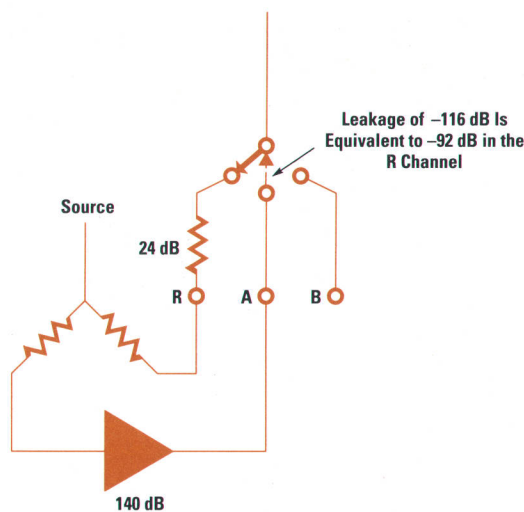 Leakage of –116 dB Is
Equivalent to –92 dB in the
R Channel
Source
24 dB
R
A
B
140 dB